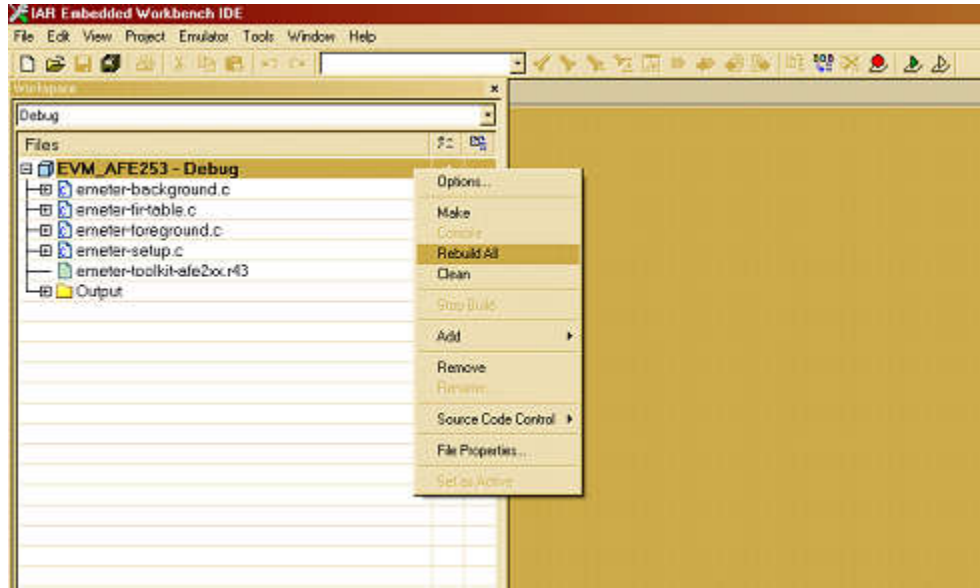 IAR Embedded Workbench IDE
File Edit View Project Emulator Tools Window Help
Workspace
Debug
Files
EVM_AFE253 - Debug
emeter-background.c
emeter-fir-table.c
emeter-foreground.c
emeter-setup.c
emeter-toolkit-afe2xx.r43
Output
Options...
Make
Compile
Rebuild All
Clean
Stop Build
Add
Remove
Rename...
Source Code Control
File Properties...
Set as Active